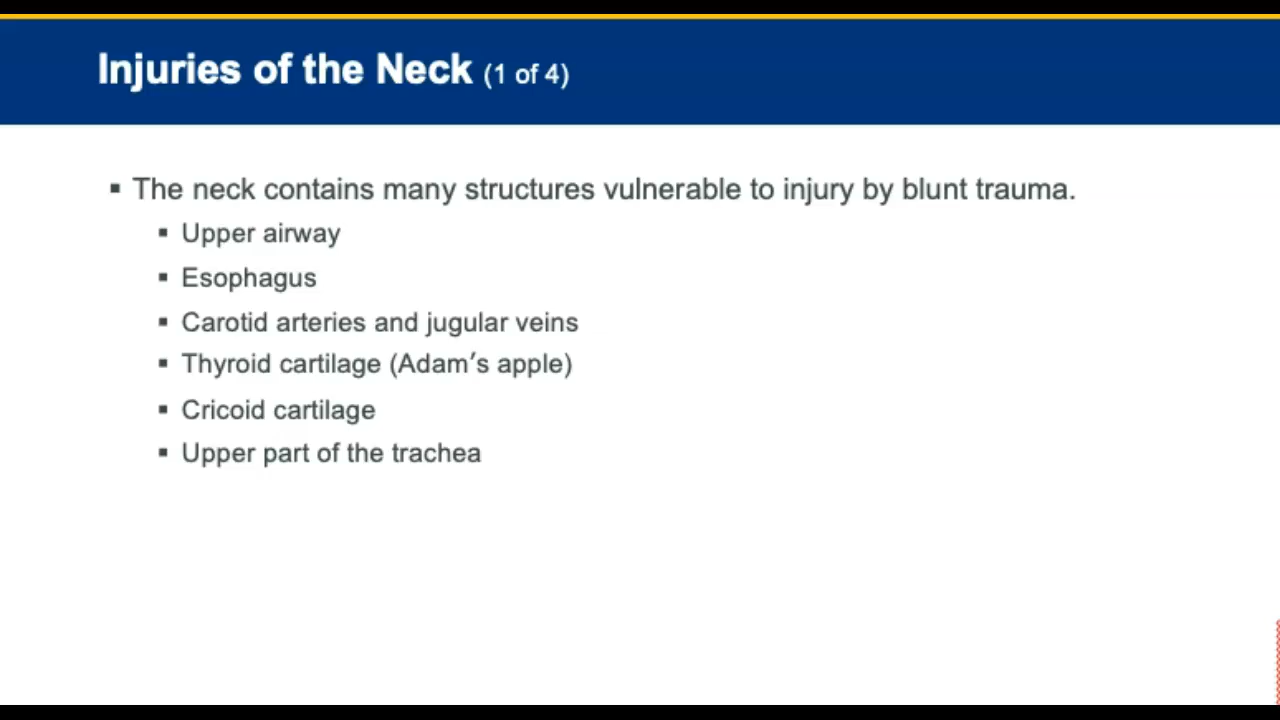 Injuries of the Neck (1 of 4)
▪ The neck contains many structures vulnerable to injury by blunt trauma.
▪ Upper airway
▪ Esophagus
▪ Carotid arteries and jugular veins
▪ Thyroid cartilage (Adam′s apple)
▪ Cricoid cartilage
▪ Upper part of the trachea